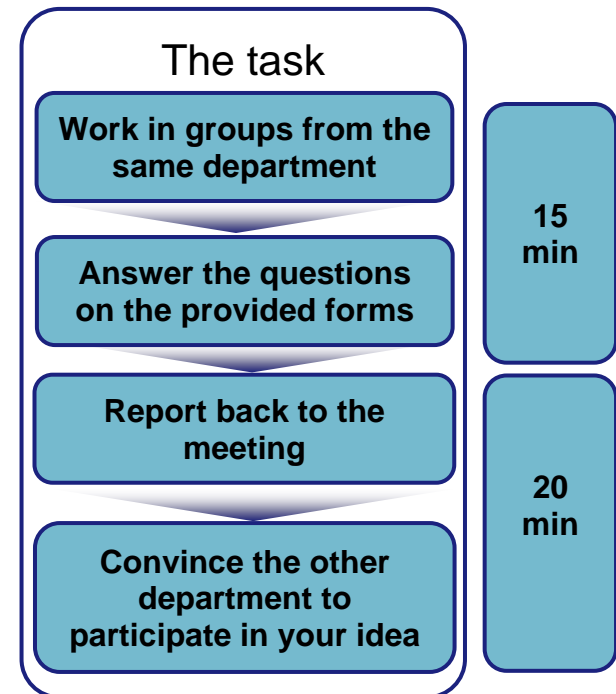 The task
Work in groups from the
same department
15
min
Answer the questions
on the provided forms
Report back to the
meeting
20
min
Convince the other
department to
participate in your idea